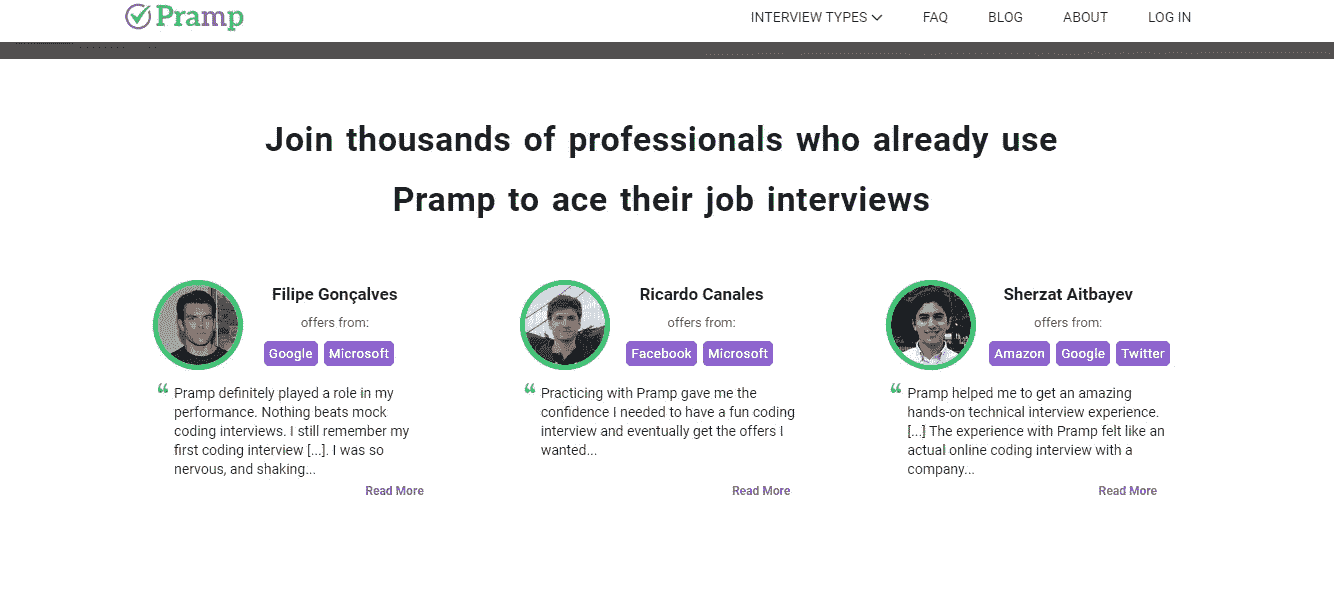 Pramp
INTERVIEW TYPES
FAQ
BLOG
ABOUT
LOG IN
Join thousands of professionals who already use
Pramp to ace their job interviews
Filipe Gonçalves
offers from:
Google Microsoft
“ Pramp definitely played a role in my
performance. Nothing beats mock
coding interviews. I still remember my
first coding interview [...]. I was so
nervous, and shaking...
Read More
Ricardo Canales
offers from:
Facebook Microsoft
“ Practicing with Pramp gave me the
confidence I needed to have a fun coding
interview and eventually get the offers I
wanted...
Read More
Sherzat Aitbayev
offers from:
Amazon Google Twitter
“ Pramp helped me to get an amazing
hands-on technical interview experience.
[...] The experience with Pramp felt like an
actual online coding interview with a
company...
Read More